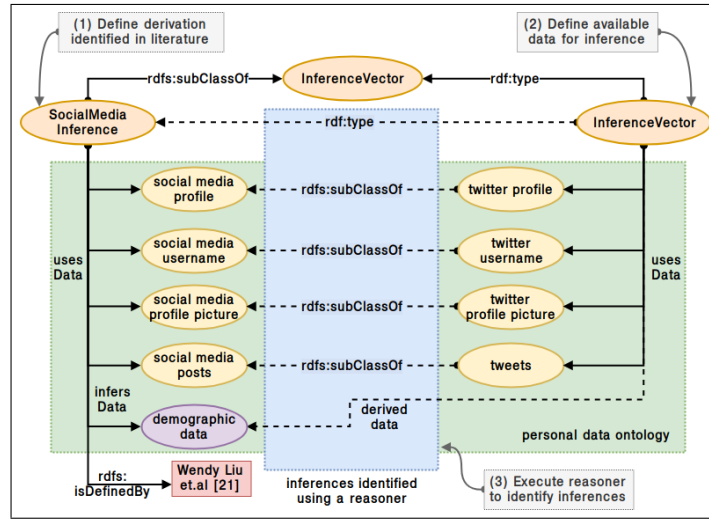 (1) Define derivation
identified in literature
(2) Define available
data for inference
rdfs:subClassOf
InferenceVector
rdf:type
SocialMedia
Inference
rdf:type
InferenceVector
social media
profile
rdfs:subClassOf
twitter profile
uses
Data
social media
username
rdfs:subClassOf
twitter
username
uses
Data
social media
profile picture
rdfs:subClassOf
twitter
profile picture
social media
posts
rdfs:subClassOf
tweets
infers
Data
demographic
data
derived
data
personal data ontology
rdfs:
isDefinedBy
Wendy Liu
et.al [21]
inferences identified
using a reasoner
(3) Execute reasoner
to identify inferences